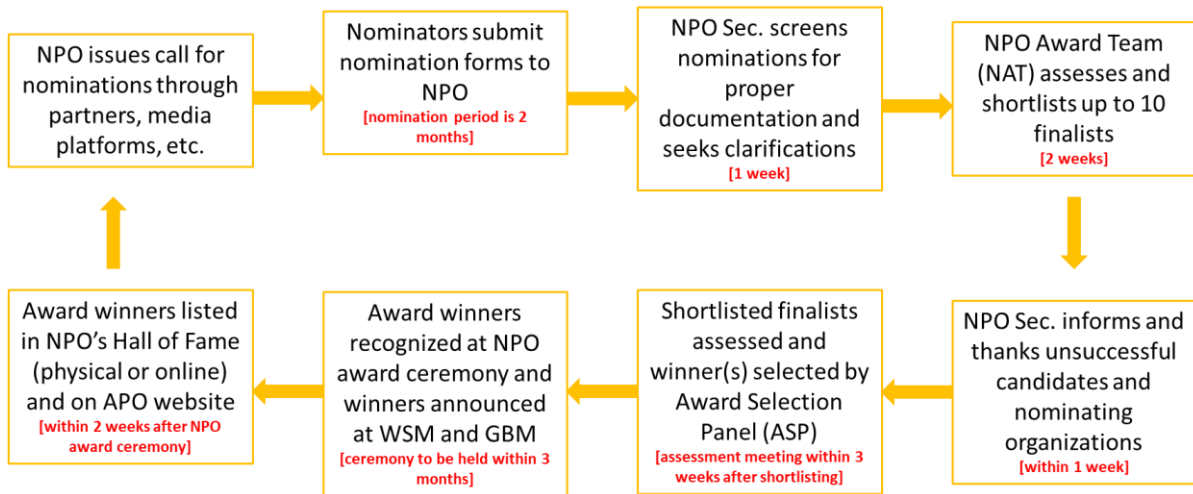 NPO issues call for
nominations through
partners, media
platforms, etc.
Nominators submit
nomination forms to
NPO
[nomination period is 2
months]
NPO Sec. screens
nominations for
proper
documentation and
seeks clarifications
[1 week]
NPO Award Team
(NAT) assesses and
shortlists up to 10
finalists
[2 weeks]
NPO Sec. informs and
thanks unsuccessful
candidates and
nominating
organizations
[within 1 week]
Shortlisted finalists
assessed and
winner(s) selected by
Award Selection
Panel (ASP)
[assessment meeting within 3
weeks after shortlisting]
Award winners
recognized at NPO
award ceremony and
winners announced
at WSM and GBM
[ceremony to be held within 3
months]
Award winners listed
in NPO’s Hall of Fame
(physical or online)
and on APO website
[within 2 weeks after NPO
award ceremony]